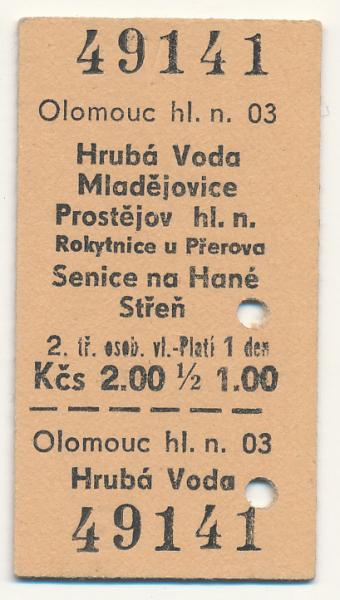 49141
Olomouc hl. n. 03
Hrubá Voda
Mladějovice
Prostějov hl. n.
Rokytnice u Přerova
Senice na Hané
Střeň
2. tř. osob. vl.-Platí 1 den
Kčs 2.00 ½ 1.00
Olomouc hl. n. 03
Hrubá Voda
49141